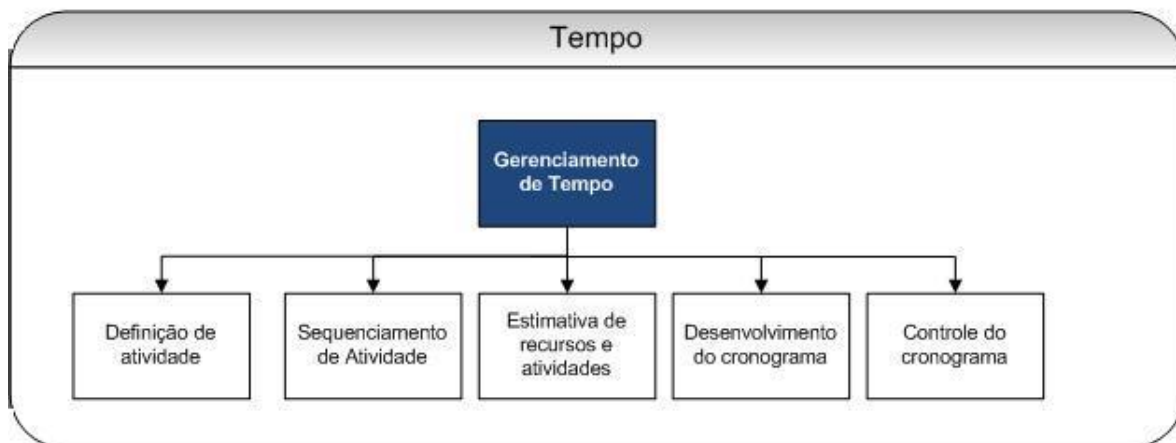 Tempo
Gerenciamento
de Tempo
Definição de
atividade
Sequenciamento
de Atividade
Estimativa de
recursos e
atividades
Desenvolvimento
do cronograma
Controle do
cronograma